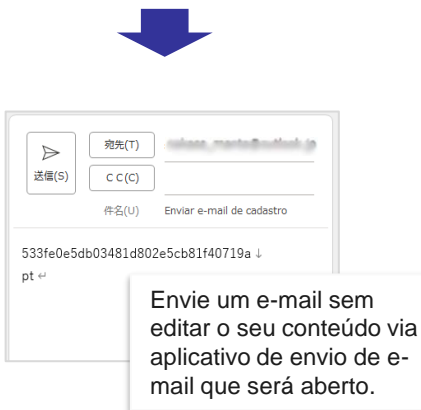 宛先(T)
送信(S)
C C(C)
件名(U) Enviar e-mail de cadastro
533fe0e5db03481d802e5cb81f40719a ↓
pt ↵
Envie um e-mail sem
editar o seu conteúdo via
aplicativo de envio de e-
mail que será aberto.